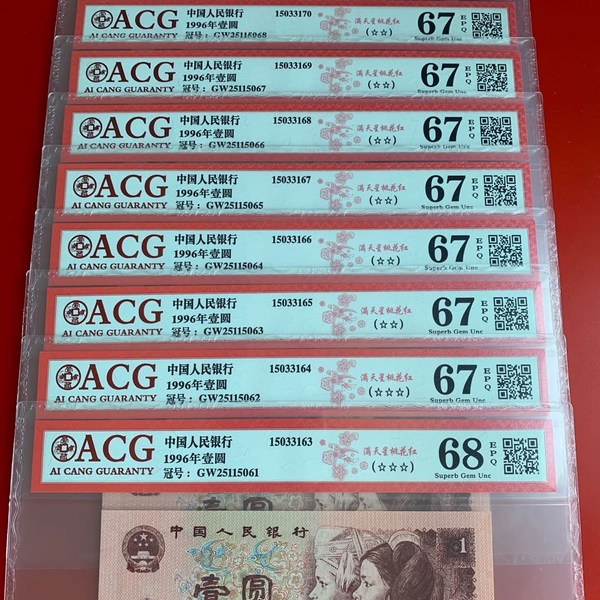 ACG 中国人民银行 15033170 满天星桃花红 67 EPQ
AI CANG GUARANTY 1996年壹圆 (☆☆) Superb Gem Unc
冠号: GW25115068
ACG 中国人民银行 15033169 满天星桃花红 67 EPQ
AI CANG GUARANTY 1996年壹圆 (☆☆) Superb Gem Unc
冠号: GW25115067
ACG 中国人民银行 15033168 满天星桃花红 67 EPQ
AI CANG GUARANTY 1996年壹圆 (☆☆) Superb Gem Unc
冠号: GW25115066
ACG 中国人民银行 15033167 满天星桃花红 67 EPQ
AI CANG GUARANTY 1996年壹圆 (☆☆) Superb Gem Unc
冠号: GW25115065
ACG 中国人民银行 15033166 满天星桃花红 67 EPQ
AI CANG GUARANTY 1996年壹圆 (☆☆) Superb Gem Unc
冠号: GW25115064
ACG 中国人民银行 15033165 满天星桃花红 67 EPQ
AI CANG GUARANTY 1996年壹圆 (☆☆) Superb Gem Unc
冠号: GW25115063
ACG 中国人民银行 15033164 满天星桃花红 67 EPQ
AI CANG GUARANTY 1996年壹圆 (☆☆☆) Superb Gem Unc
冠号: GW25115062
ACG 中国人民银行 15033163 满天星桃花红 68 EPQ
AI CANG GUARANTY 1996年壹圆 (☆☆☆) Superb Gem Unc
冠号: GW25115061
中国人民银行
壹圆
1